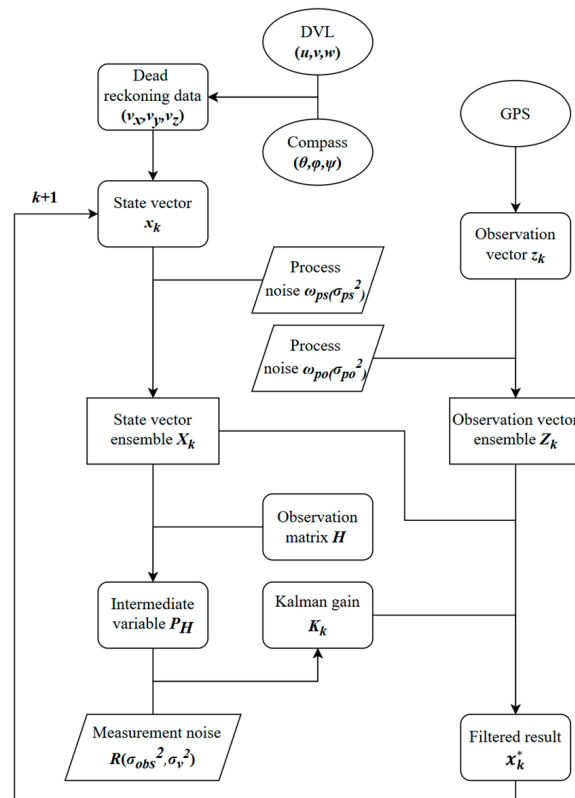 DVL
(u,v,w)
Dead
reckoning data
(vx,vy,vz)
GPS
Compass
(θ,φ,ψ)
k+1
State vector
xk
Observation
vector zk
Process
noise ωps(σps²)
Process
noise ωpo(σpo²)
State vector
ensemble Xk
Observation vector
ensemble Zk
Observation
matrix H
Intermediate
variable PH
Kalman gain
Kk
Measurement noise
R(σobs²,σv²)
Filtered result
xk*